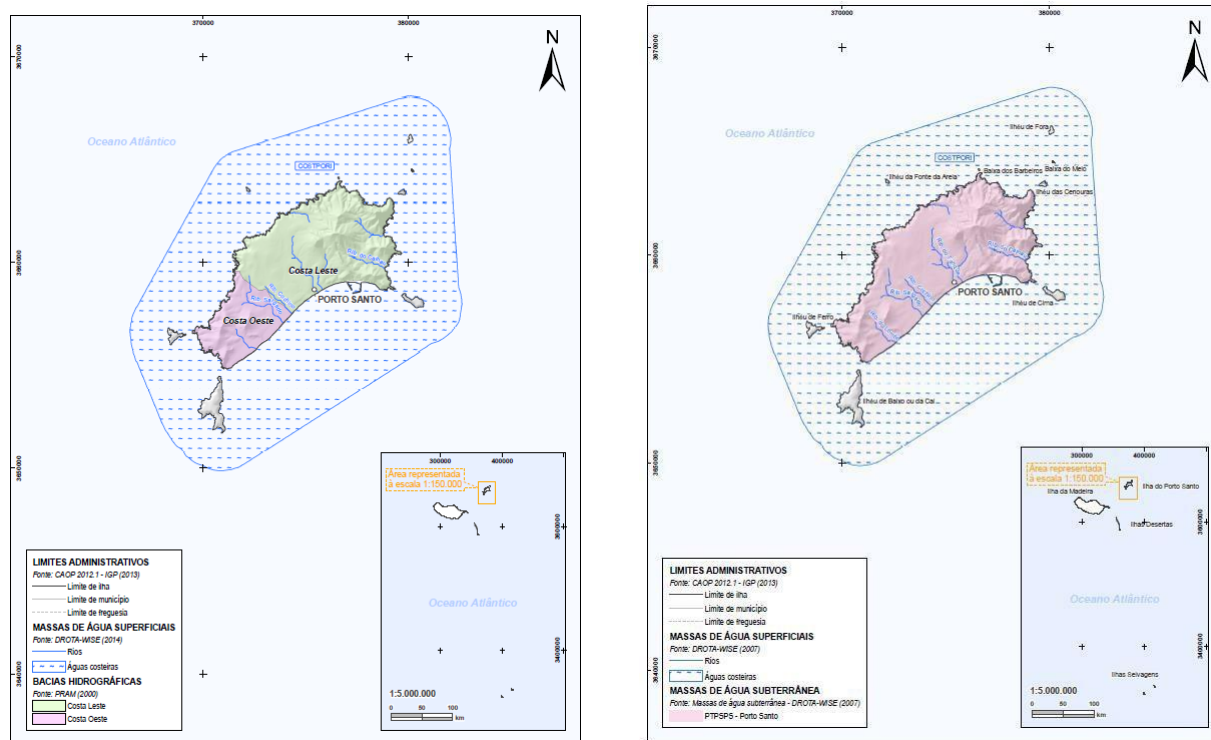 370000
380000
3670000
N
Oceano Atlântico
COSTPORI
3660000
Costa Leste
PORTO SANTO
Costa Oeste
3650000
300000
400000
Área representada
à escala 1:150.000
3600000
LIMITES ADMINISTRATIVOS
Fonte: CAOP 2012.1 - IGP (2013)
Limite de ilha
Limite de município
Limite de freguesia
MASSAS DE ÁGUA SUPERFICIAIS
Fonte: DROTA-WISE (2014)
Rios
Águas costeiras
BACIAS HIDROGRÁFICAS
Fonte: PRAM (2000)
Costa Leste
Costa Oeste
3640000
Oceano Atlântico
3400000
1:5.000.000
0 50 100
km
370000
380000
3670000
N
Oceano Atlântico
Ilhéu de Fora
COSTPORI
Baixa dos Barbeiros
Baixa do Meio
Ilhéu da Fonte da Areia
Ilhéu das Cenouras
3660000
PORTO SANTO
Ilhéu de Cima
Ilhéu de Ferro
Ilhéu de Baixo ou da Cal
3650000
300000
400000
Área representada
à escala 1:150.000
Ilha do Porto Santo
Ilha da Madeira
Ilhas Desertas
3600000
LIMITES ADMINISTRATIVOS
Fonte: CAOP 2012.1 - IGP (2013)
Limite de ilha
Limite de município
Limite de freguesia
MASSAS DE ÁGUA SUPERFICIAIS
Fonte: DROTA-WISE (2007)
Rios
Águas costeiras
MASSAS DE ÁGUA SUBTERRÂNEA
Fonte: Massas de água subterrânea - DROTA-WISE (2007)
PTPSPS - Porto Santo
3640000
Oceano Atlântico
3400000
Ilhas Selvagens
1:5.000.000
0 50 100
km